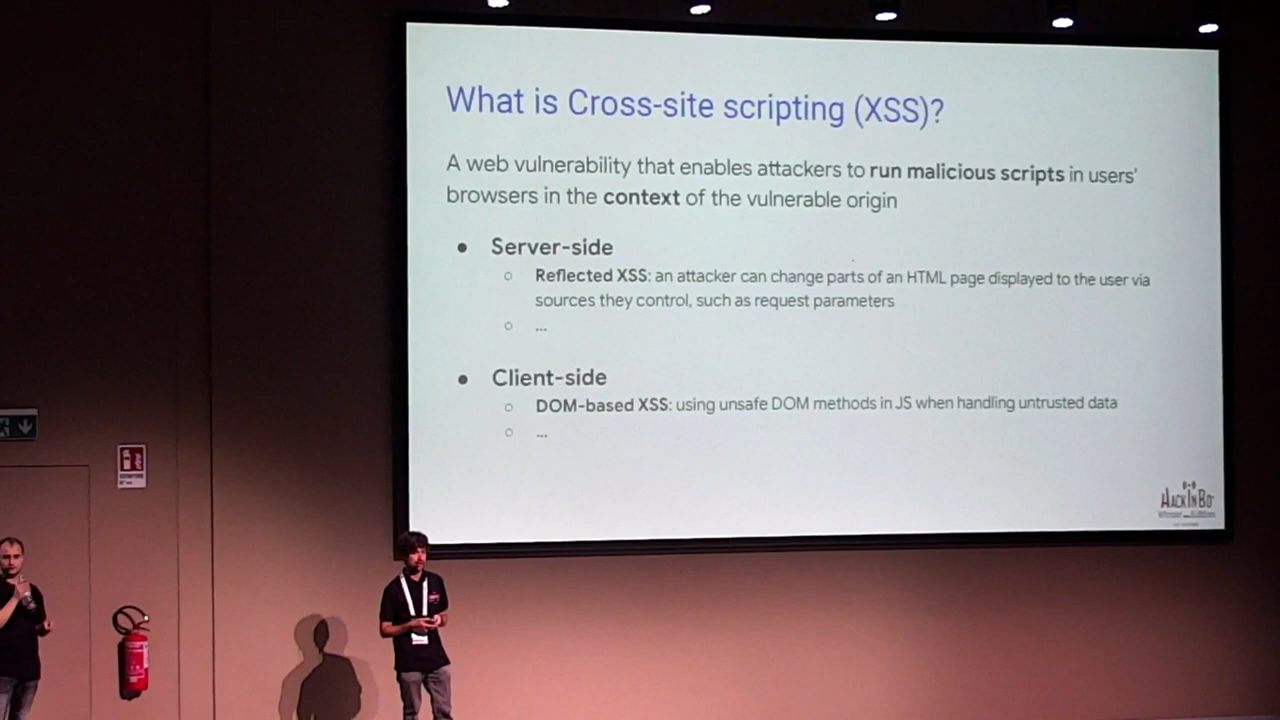 What is Cross-site scripting (XSS)?
A web vulnerability that enables attackers to run malicious scripts in users'
browsers in the context of the vulnerable origin
● Server-side
○ Reflected XSS: an attacker can change parts of an HTML page displayed to the user via
sources they control, such as request parameters
○ ...
● Client-side
○ DOM-based XSS: using unsafe DOM methods in JS when handling untrusted data
○ ...
HACKINBO
Winter Edition